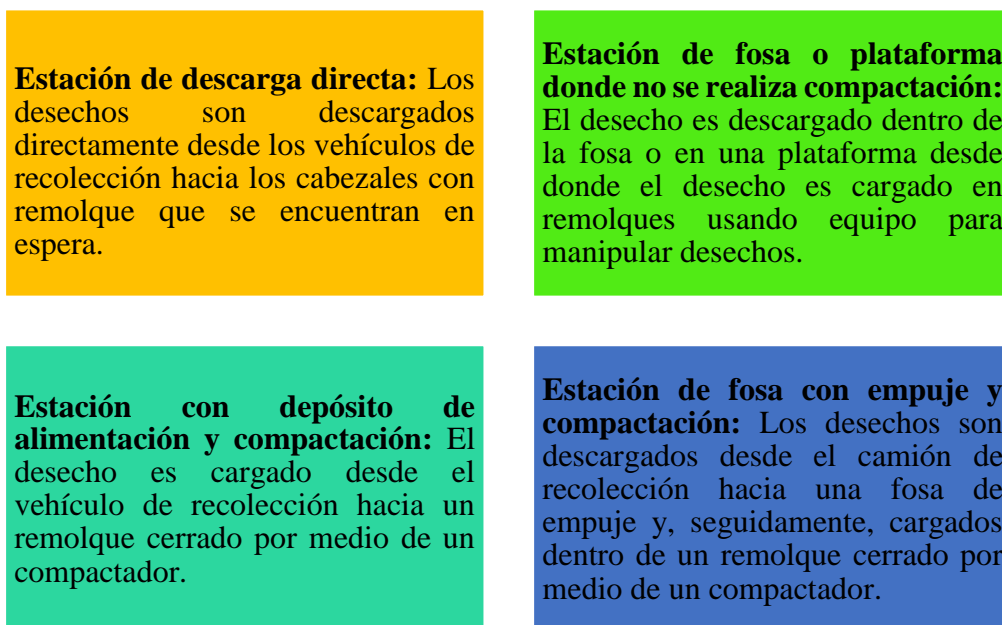 Estación de descarga directa: Los
desechos son descargados
directamente desde los vehículos de
recolección hacia los cabezales con
remolque que se encuentran en
espera.
Estación de fosa o plataforma
donde no se realiza compactación:
El desecho es descargado dentro de
la fosa o en una plataforma desde
donde el desecho es cargado en
remolques usando equipo para
manipular desechos.
Estación con depósito de
alimentación y compactación: El
desecho es cargado desde el
vehículo de recolección hacia un
remolque cerrado por medio de un
compactador.
Estación de fosa con empuje y
compactación: Los desechos son
descargados desde el camión de
recolección hacia una fosa de
empuje y, seguidamente, cargados
dentro de un remolque cerrado por
medio de un compactador.